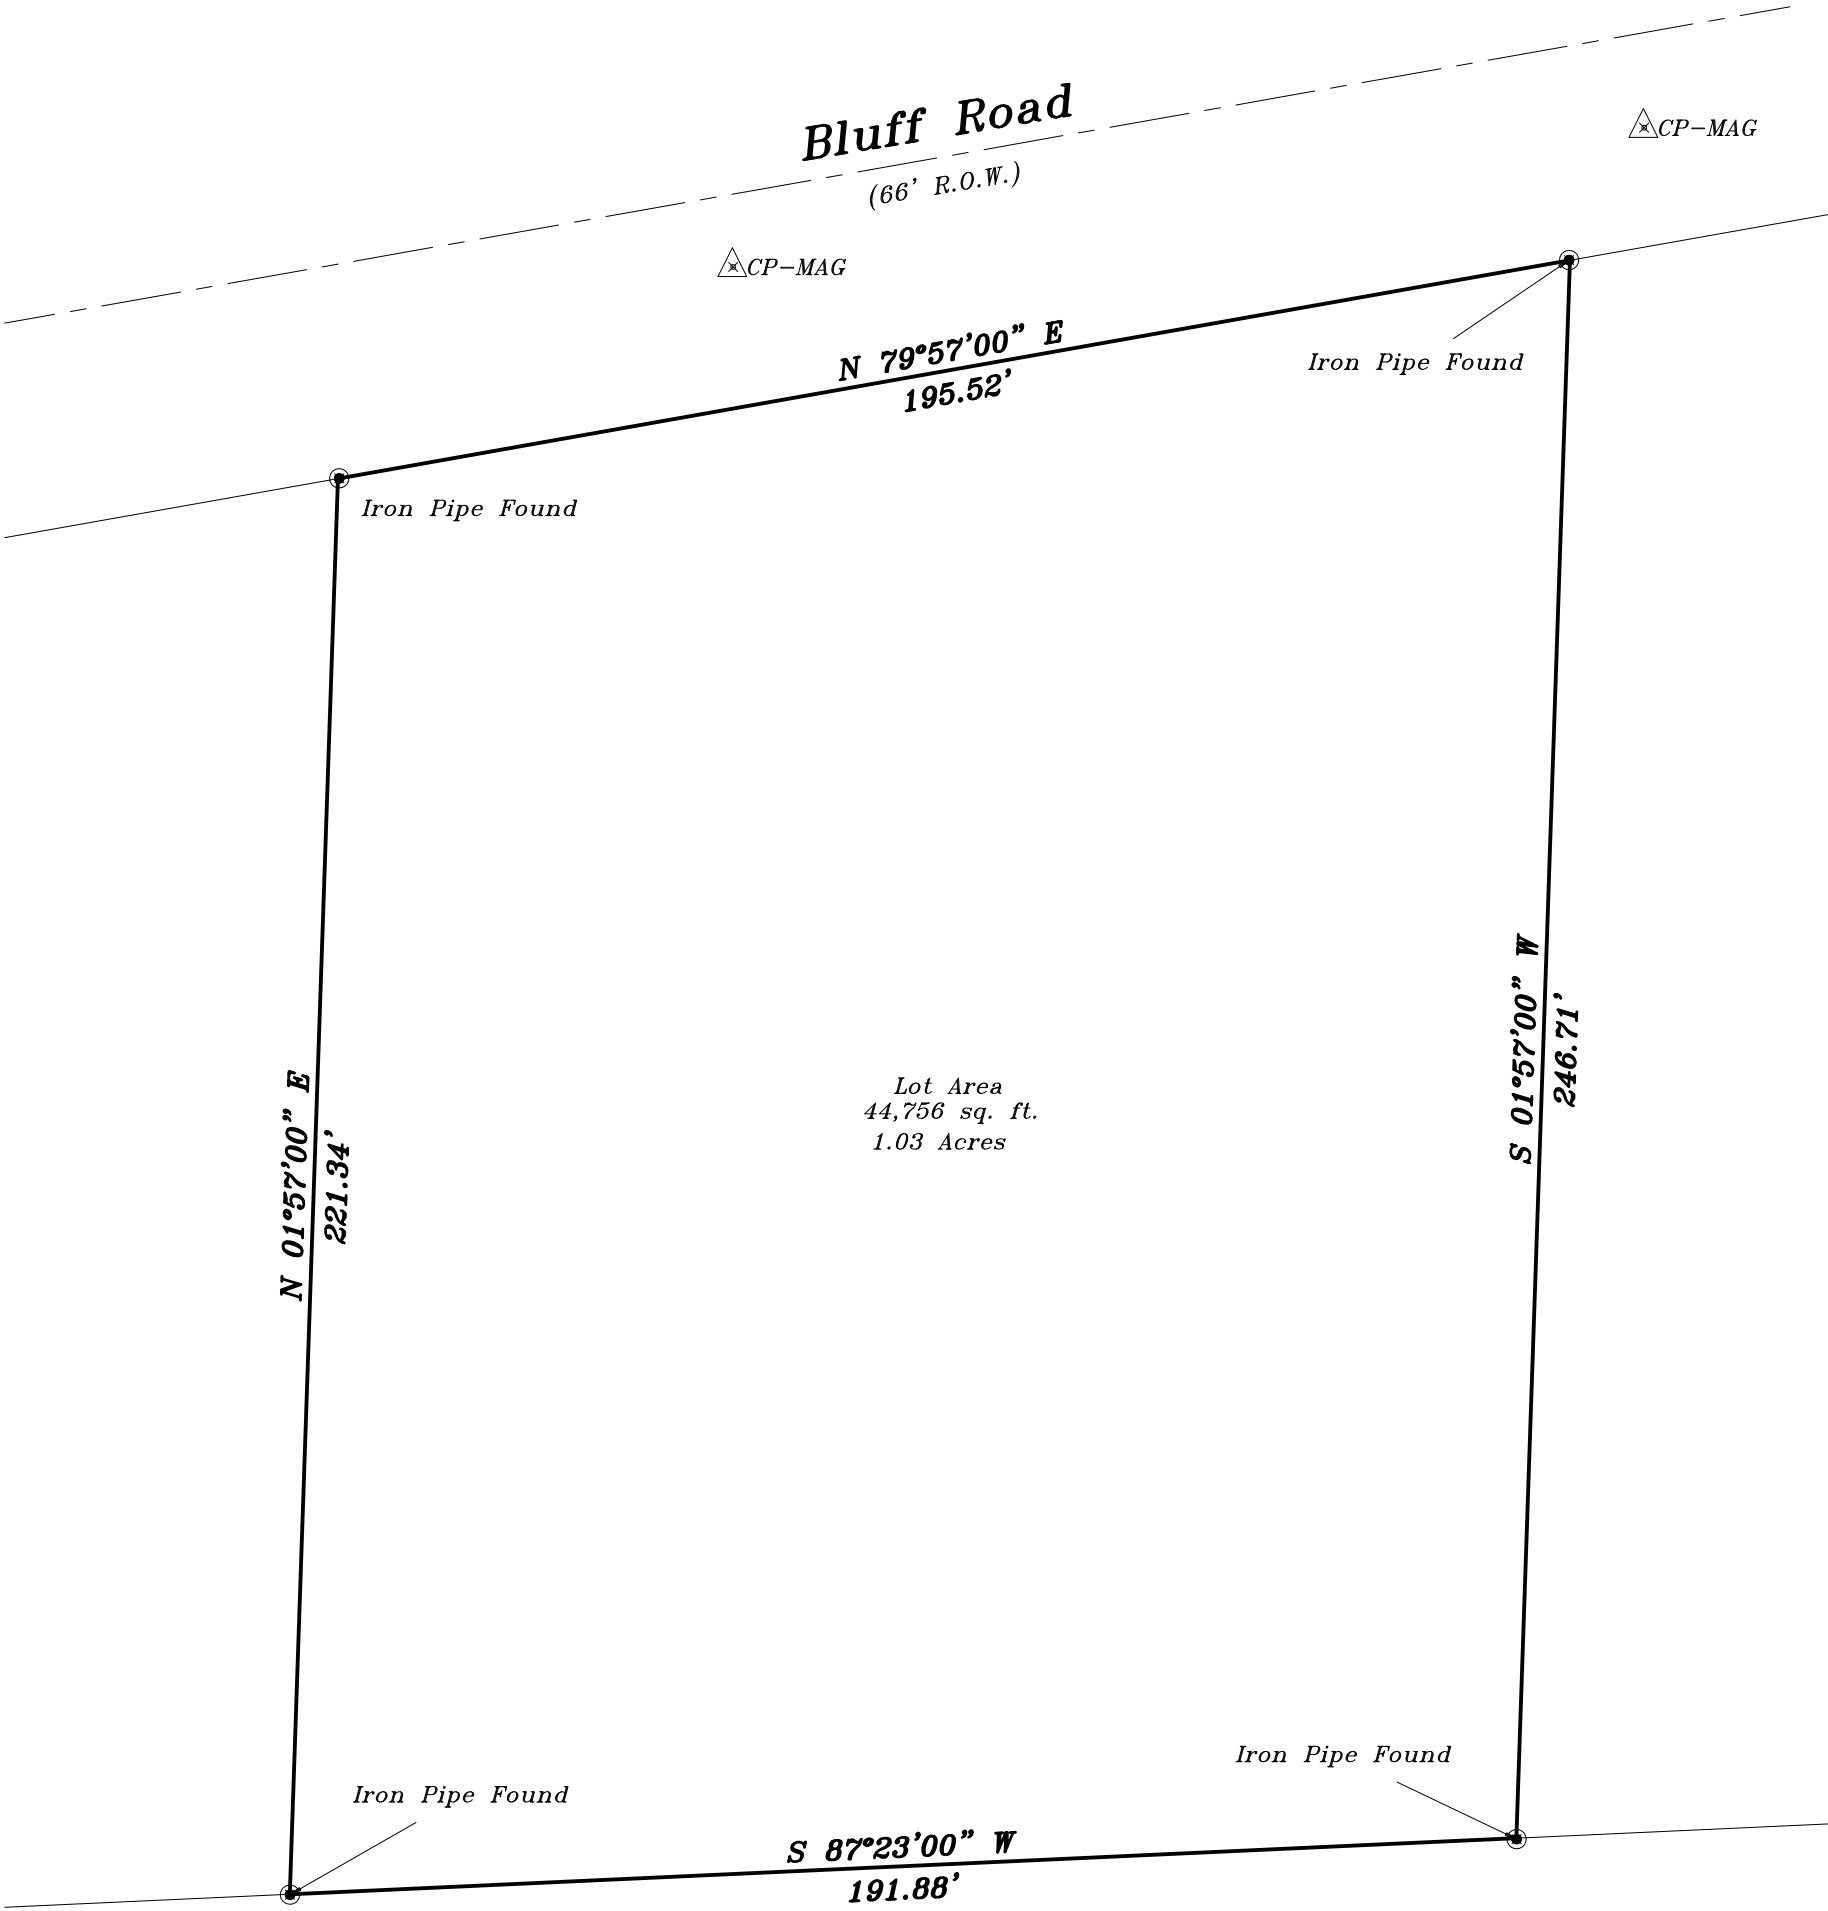 Bluff Road
(66' R.O.W.)
CP-MAG
CP-MAG
N 79°57'00" E
195.52'
Iron Pipe Found
Iron Pipe Found
N 01°57'00" E
221.34'
S 01°57'00" W
246.71'
Lot Area
44,756 sq. ft.
1.03 Acres
Iron Pipe Found
Iron Pipe Found
S 87°23'00" W
191.88'